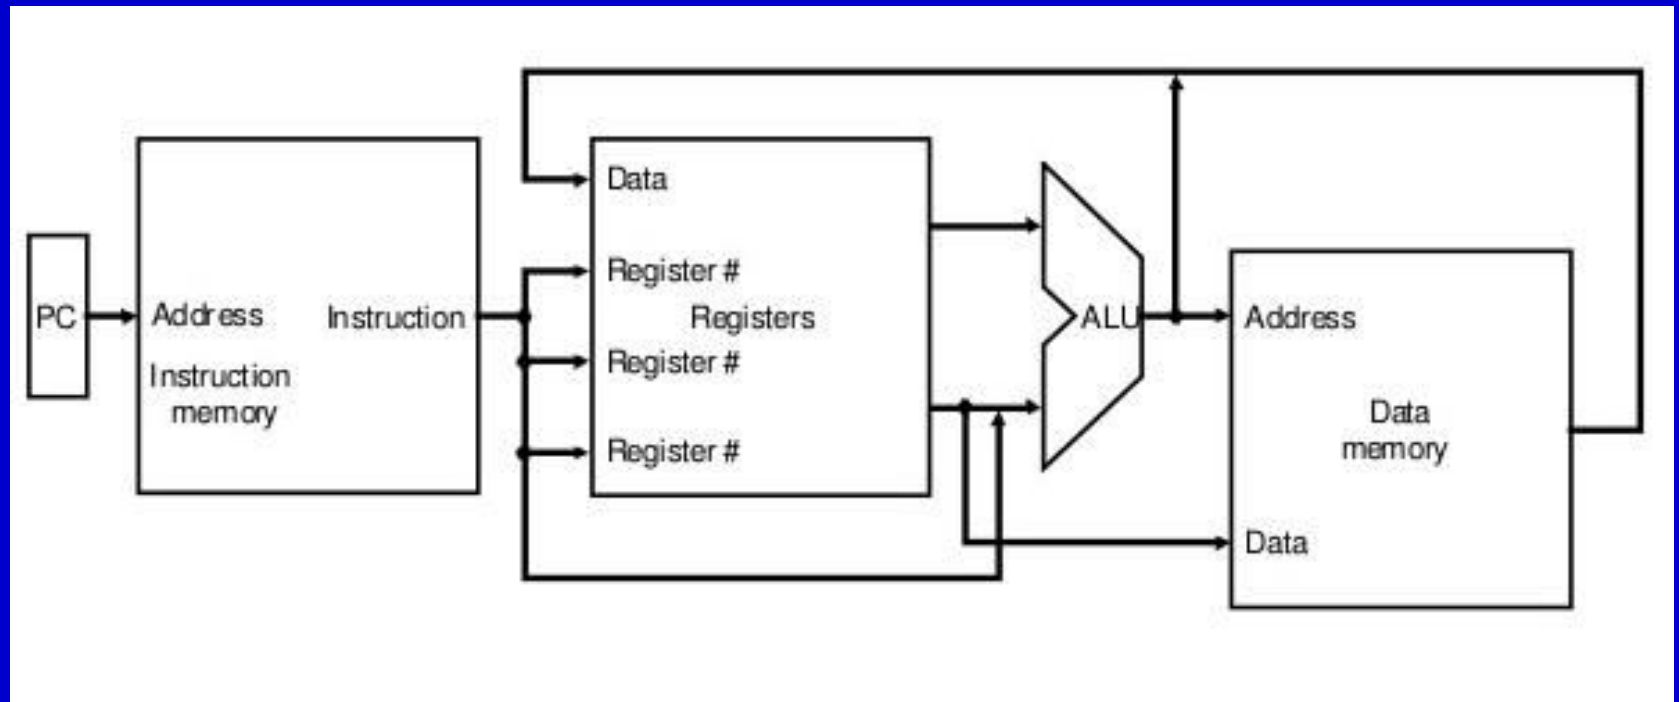 Data
Register #
PC
Address
Instruction
Registers
ALU
Address
Register #
Instruction
memory
Data
memory
Register #
Data